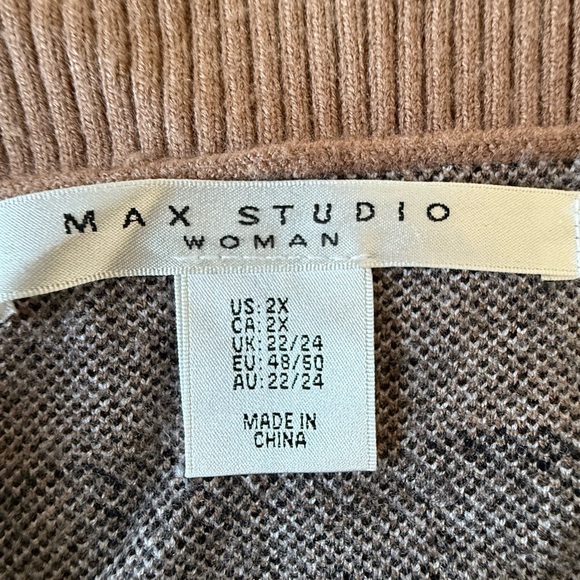 MAX STUDIO
WOMAN
US: 2X
CA: 2X
UK: 22/24
EU: 48/50
AU: 22/24
MADE IN
CHINA